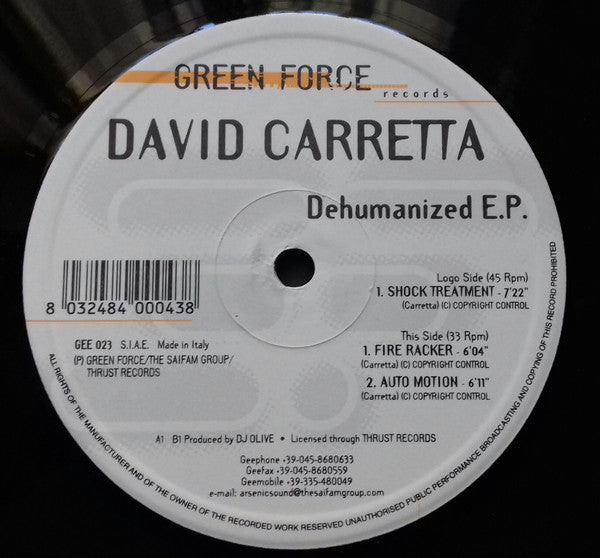 GREEN FORCE
records
DAVID CARRETTA
Dehumanized E.P.
Logo Side (45 Rpm)
1. SHOCK TREATMENT - 7'22"
(Carretta) (C) COPYRIGHT CONTROL
8 032484 000438
This Side (33 Rpm)
1. FIRE RACKER - 6'04"
(Carretta) (C) COPYRIGHT CONTROL
2. AUTO MOTION - 6'11"
(Carretta) (C) COPYRIGHT CONTROL
GEE 023 S.I.A.E. Made in Italy
(P) GREEN FORCE/THE SAIFAM GROUP/
THRUST RECORDS
A1 B1 Produced by DJ OLIVE • Licensed through THRUST RECORDS
Geephone +39-045-8680633
Geefax +39-045-8680559
Geemobile +39-335-480049
e-mail: arsenicsound@thesaifamgroup.com
ALL RIGHTS OF THE MANUFACTURER AND OF THE OWNER OF THE RECORDED WORK RESERVED UNAUTHORISED PUBLIC PERFORMANCE BROADCASTING AND COPYING OF THIS RECORD PROHIBITED